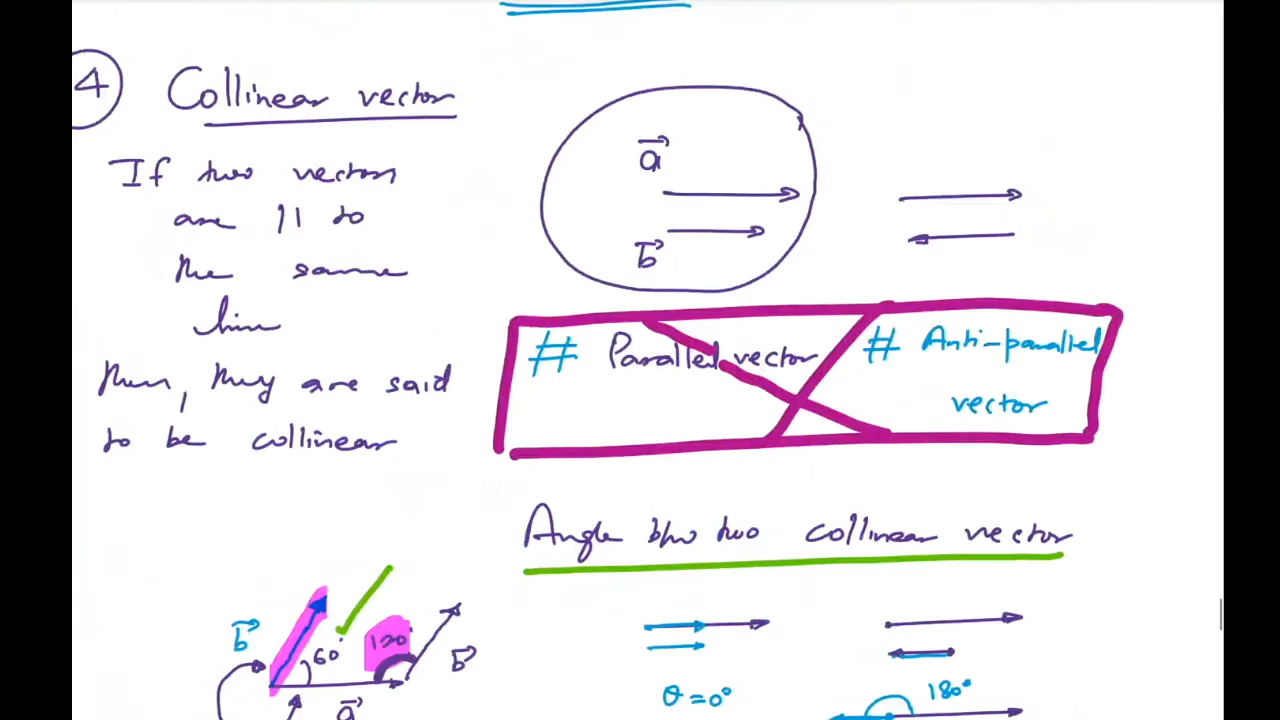 4 Collinear vector
If two vectors
are || to
the same
line
then, they are said
to be collinear
a
b
# Parallel vector
# Anti-parallel
vector
Angle b/w two collinear vector
b
60°
120°
b
a
θ = 0°
180°